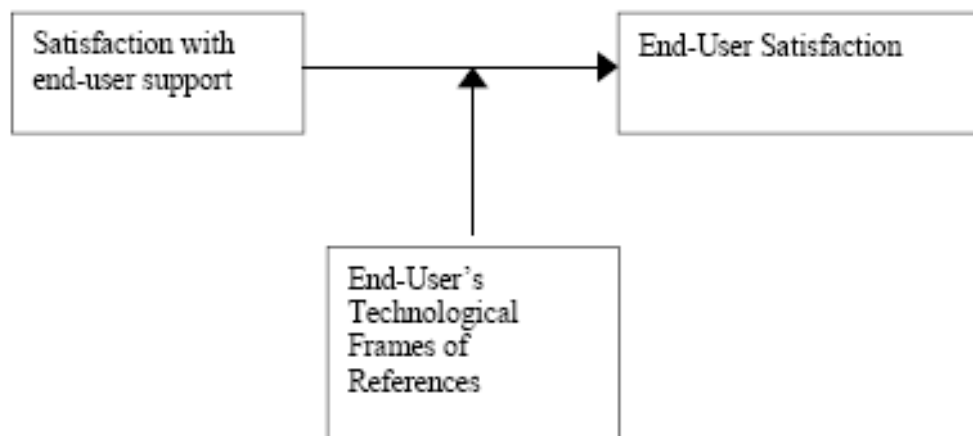 Satisfaction with
end-user support
End-User Satisfaction
End-User’s
Technological
Frames of
References